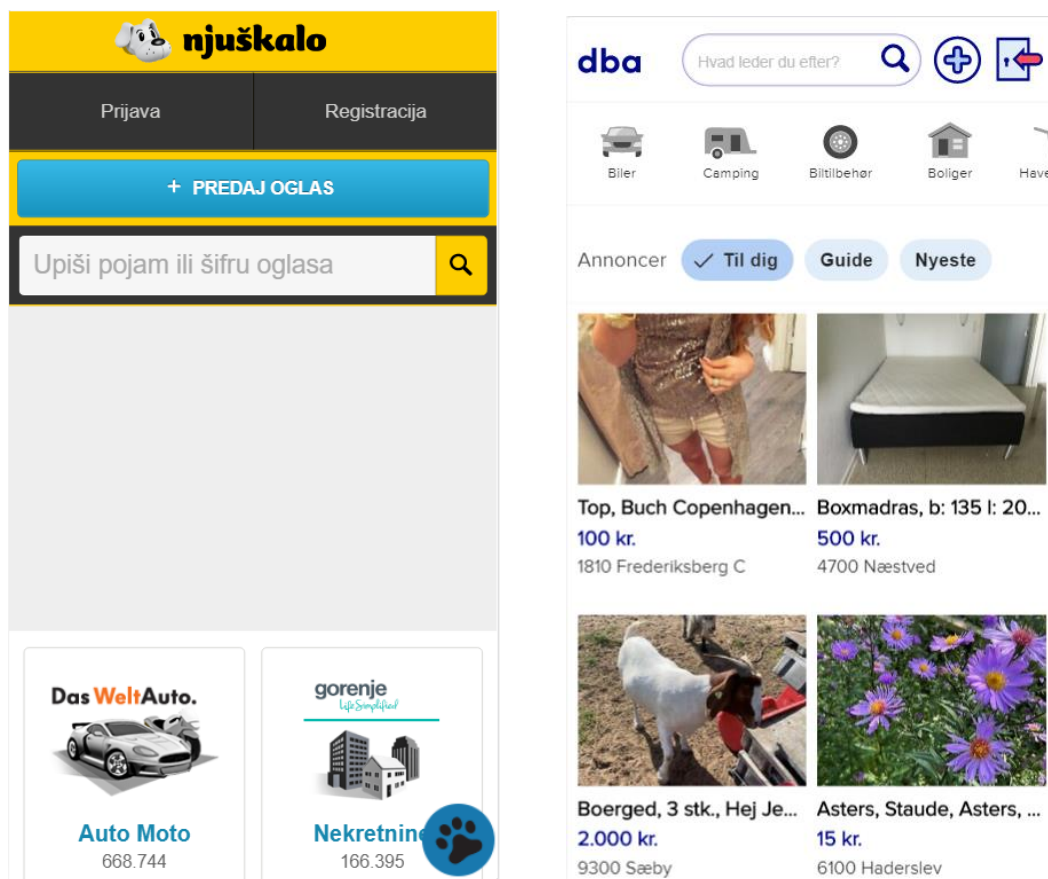 njuškalo
Prijava
Registracija
+ PREDAJ OGLAS
Upiši pojam ili šifru oglasa
Das WeltAuto.
Auto Moto
668.744
gorenje
Life Simplified
Nekretnine
166.395
dba
Hvad leder du efter?
Biler
Camping
Biltilbehør
Boliger
Have
Annoncer
Til dig
Guide
Nyeste
Top, Buch Copenhagen...
100 kr.
1810 Frederiksberg C
Boxmadras, b: 135 l: 20...
500 kr.
4700 Næstved
Boerged, 3 stk., Hej Je...
2.000 kr.
9300 Sæby
Asters, Staude, Asters, ...
15 kr.
6100 Haderslev